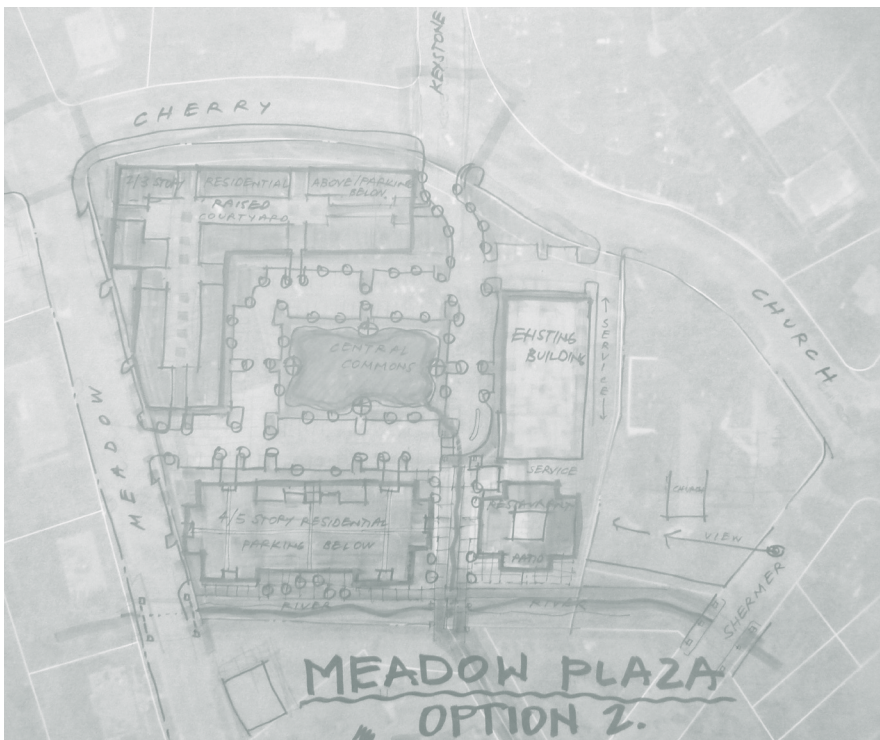 KEYSTONE
CHERRY
2/3 STORY RESIDENTIAL ABOVE/PARKING
BELOW.
RAISED
COURTYARD
CHURCH
CENTRAL
COMMONS
EXISTING
BUILDING
←SERVICE→
MEADOW
SERVICE
RESTAURANT
PATIO
4/5 STORY RESIDENTIAL
PARKING BELOW
VIEW
SHERMER
RIVER RIVER
MEADOW PLAZA
OPTION 2.